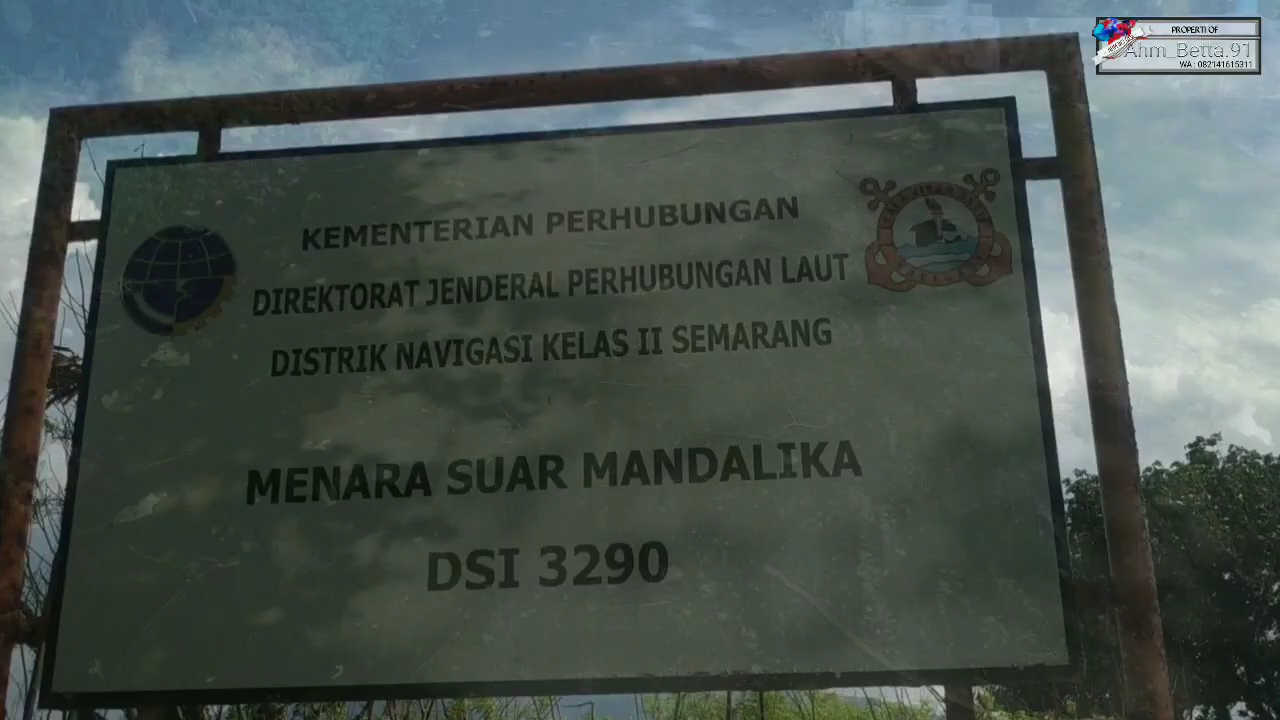 PROPERTI OF
Ahm_Betta.91
WA : 082141615311
KEMENTERIAN PERHUBUNGAN
DIREKTORAT JENDERAL PERHUBUNGAN LAUT
DISTRIK NAVIGASI KELAS II SEMARANG
MENARA SUAR MANDALIKA
DSI 3290